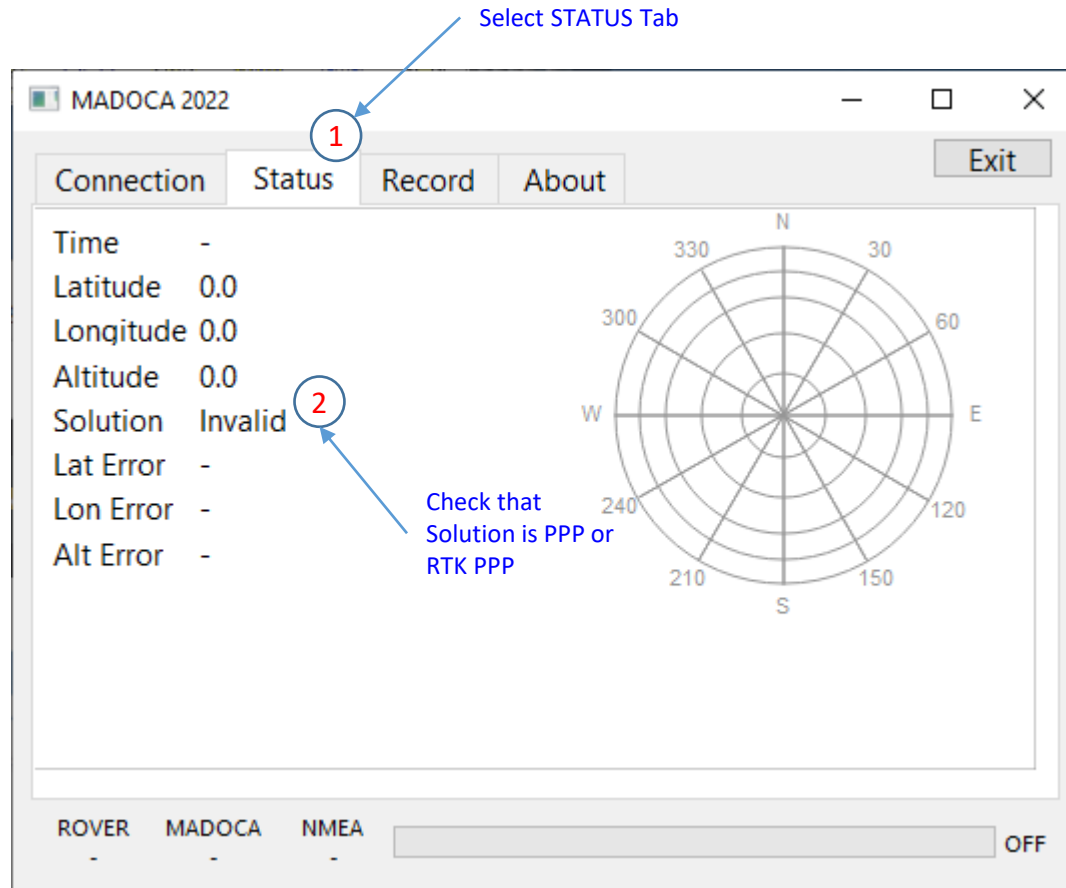 Select STATUS Tab
MADOCA 2022
1
Exit
Connection Status Record About
Time -
Latitude 0.0
Longitude 0.0
Altitude 0.0
Solution Invalid
2
Lat Error -
Lon Error -
Alt Error -
Check that
Solution is PPP or
RTK PPP
N
330 30
300 60
W E
240 120
210 150
S
ROVER MADOCA NMEA
- - -
OFF